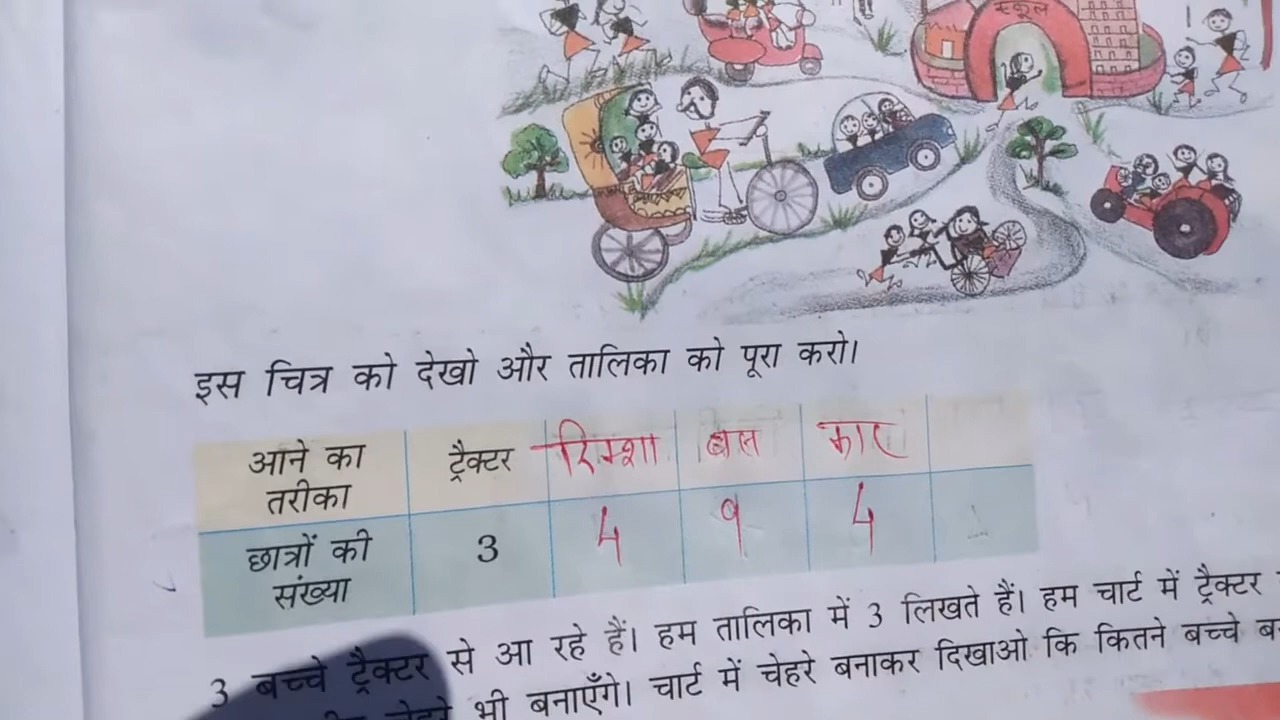 स्कूल
इस चित्र को देखो और तालिका को पूरा करो।
आने का तरीका ट्रैक्टर रिक्शा बस कार
छात्रों की संख्या 3 4 9 4
3 बच्चे ट्रैक्टर से आ रहे हैं। हम तालिका में 3 लिखते हैं। हम चार्ट में ट्रैक्टर
चेहरे भी बनाएँगे। चार्ट में चेहरे बनाकर दिखाओ कि कितने बच्चे